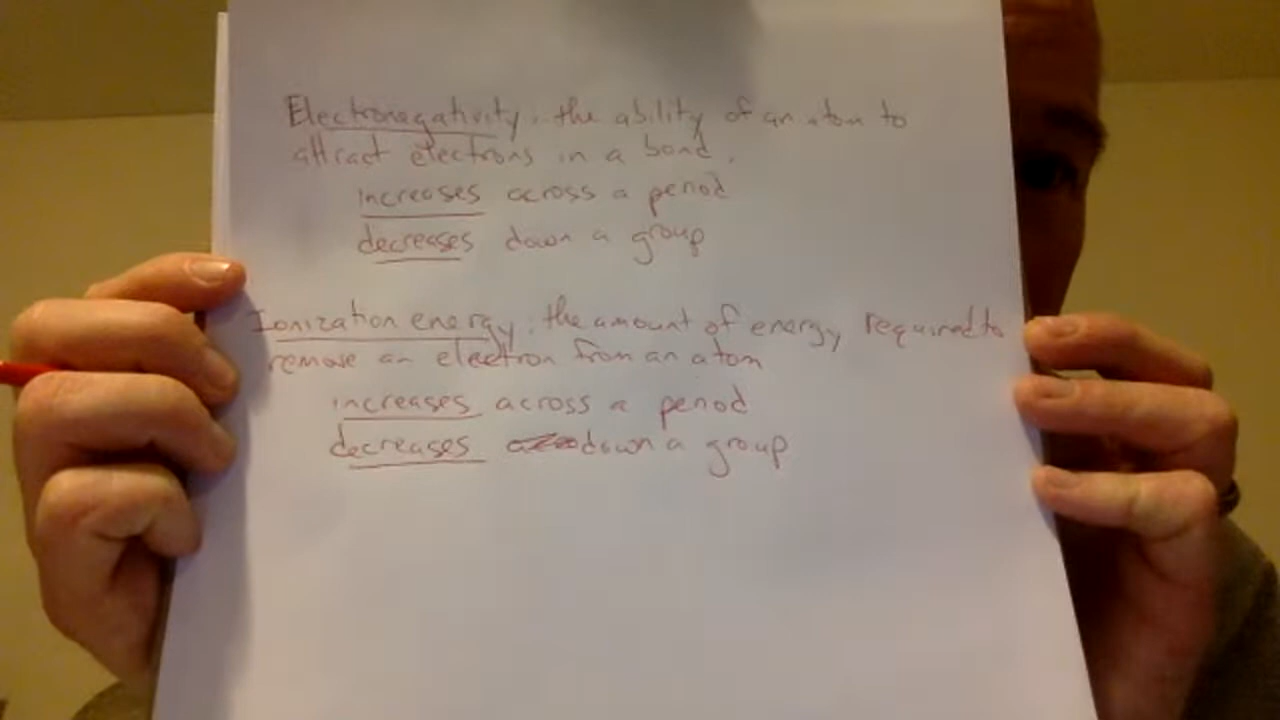 Electronegativity: the ability of an atom to
attract electrons in a bond.
increases across a period
decreases down a group
Ionization energy: the amount of energy required to
remove an electron from an atom
increases across a period
decreases down a group